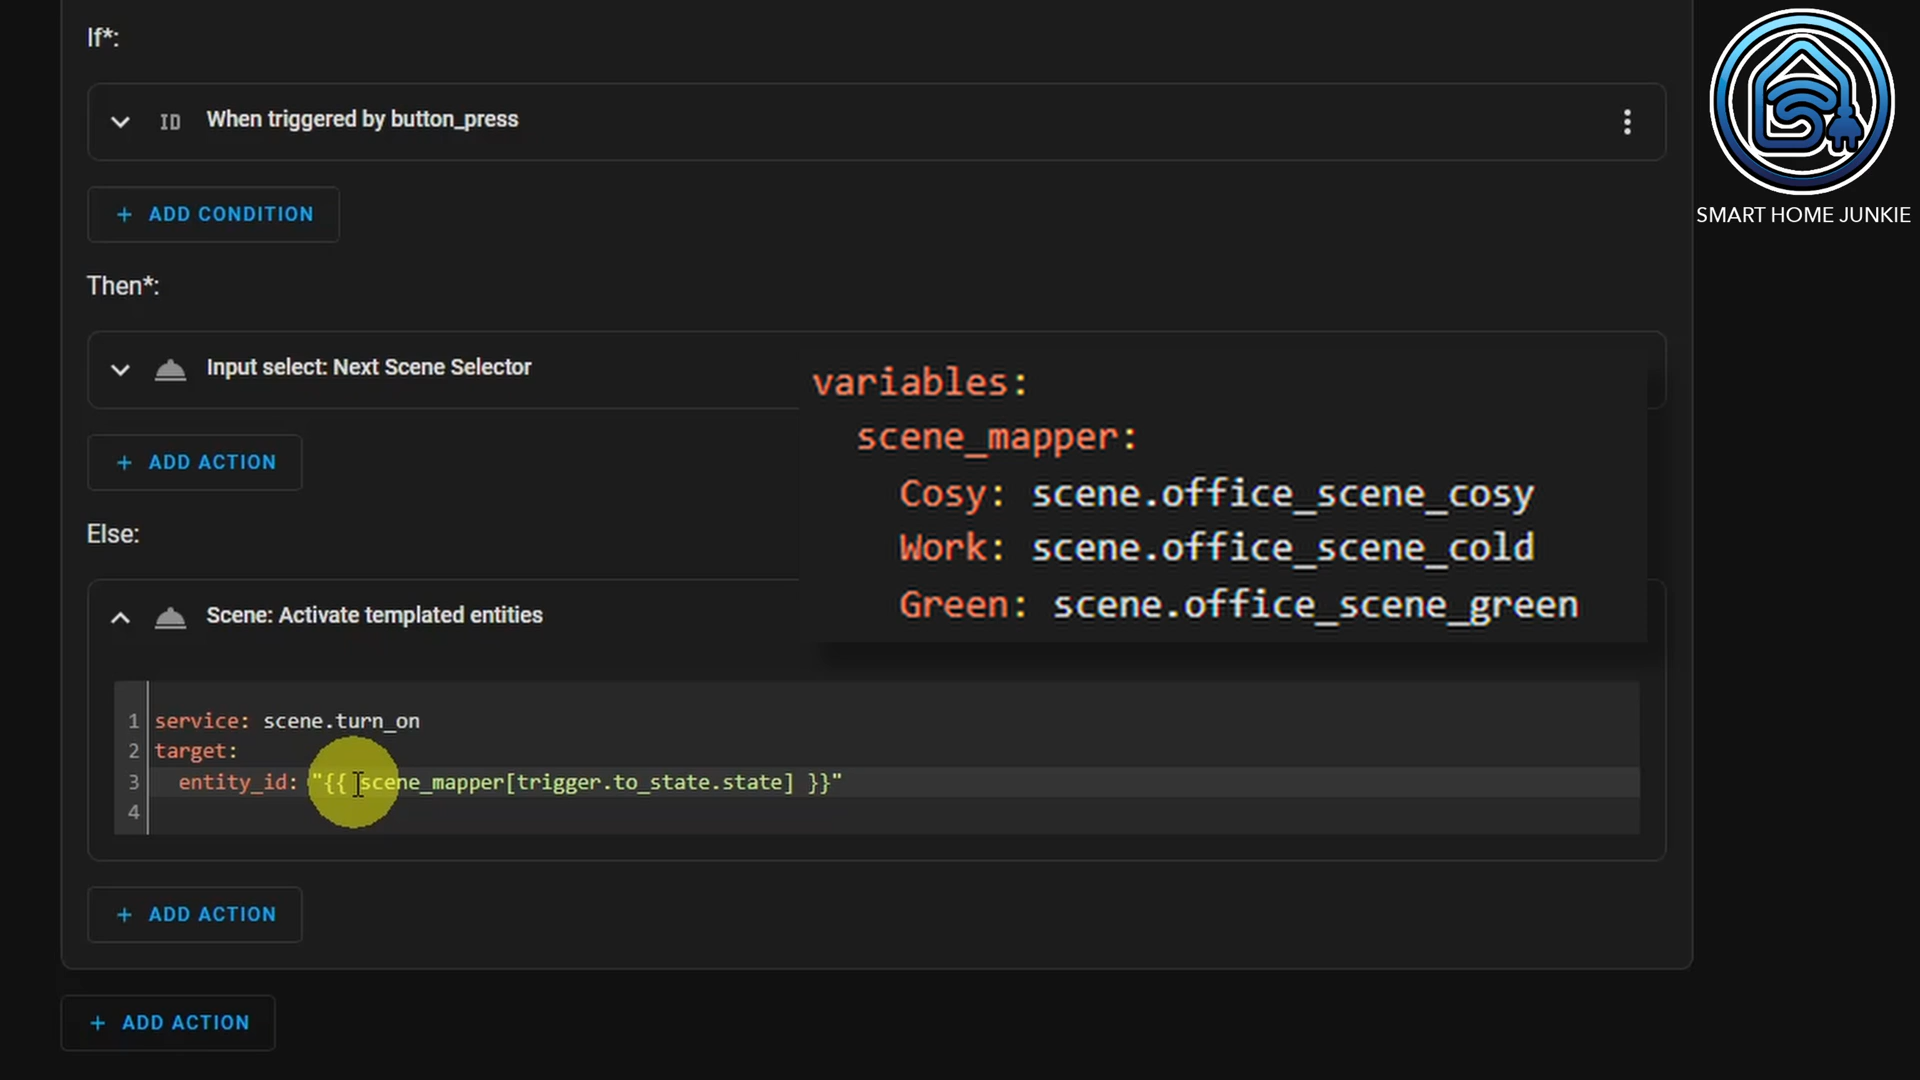 If*:
ID When triggered by button_press
+ ADD CONDITION
Then*:
Input select: Next Scene Selector
+ ADD ACTION
Else:
Scene: Activate templated entities
1 service: scene.turn_on
2 target:
3 entity_id: "{{ scene_mapper[trigger.to_state.state] }}"
4
+ ADD ACTION
+ ADD ACTION
variables:
scene_mapper:
Cosy: scene.office_scene_cosy
Work: scene.office_scene_cold
Green: scene.office_scene_green
SMART HOME JUNKIE